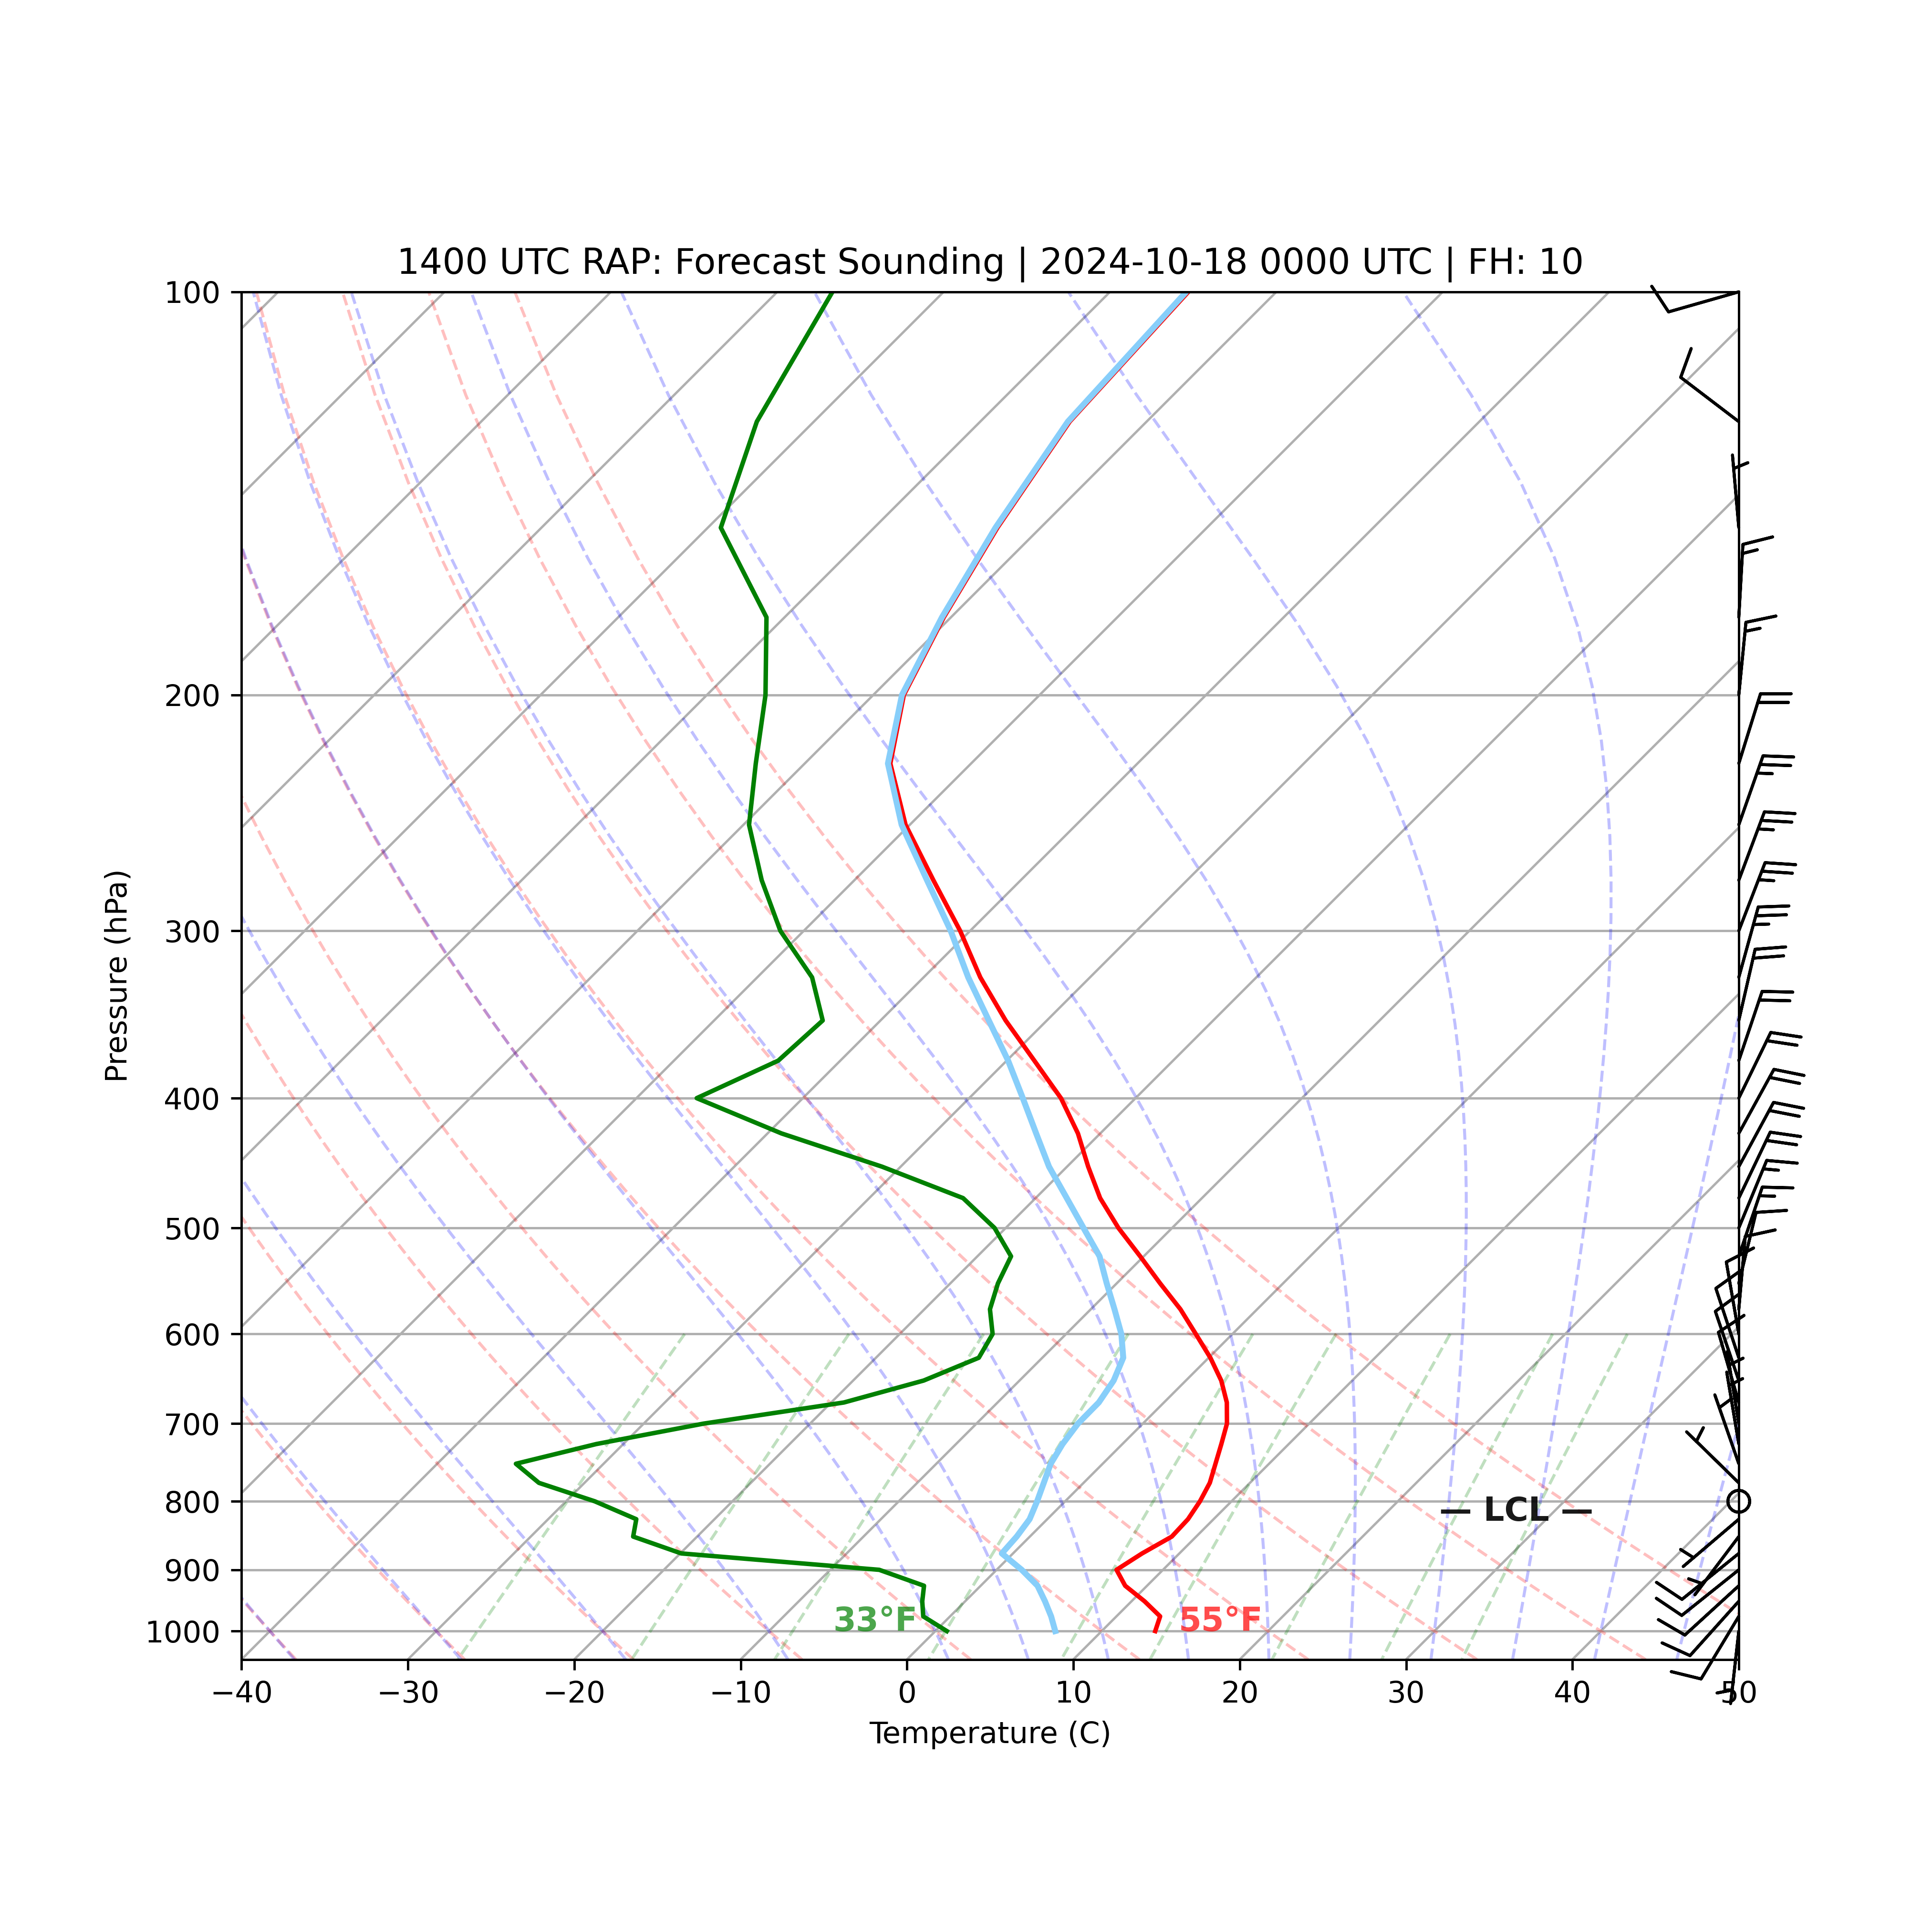 1400 UTC RAP: Forecast Sounding | 2024-10-18 0000 UTC | FH: 10
100
200
300
400
500
600
700
800
900
1000
Pressure (hPa)
— LCL —
33°F
55°F
−40 −30 −20 −10 0 10 20 30 40 50
Temperature (C)